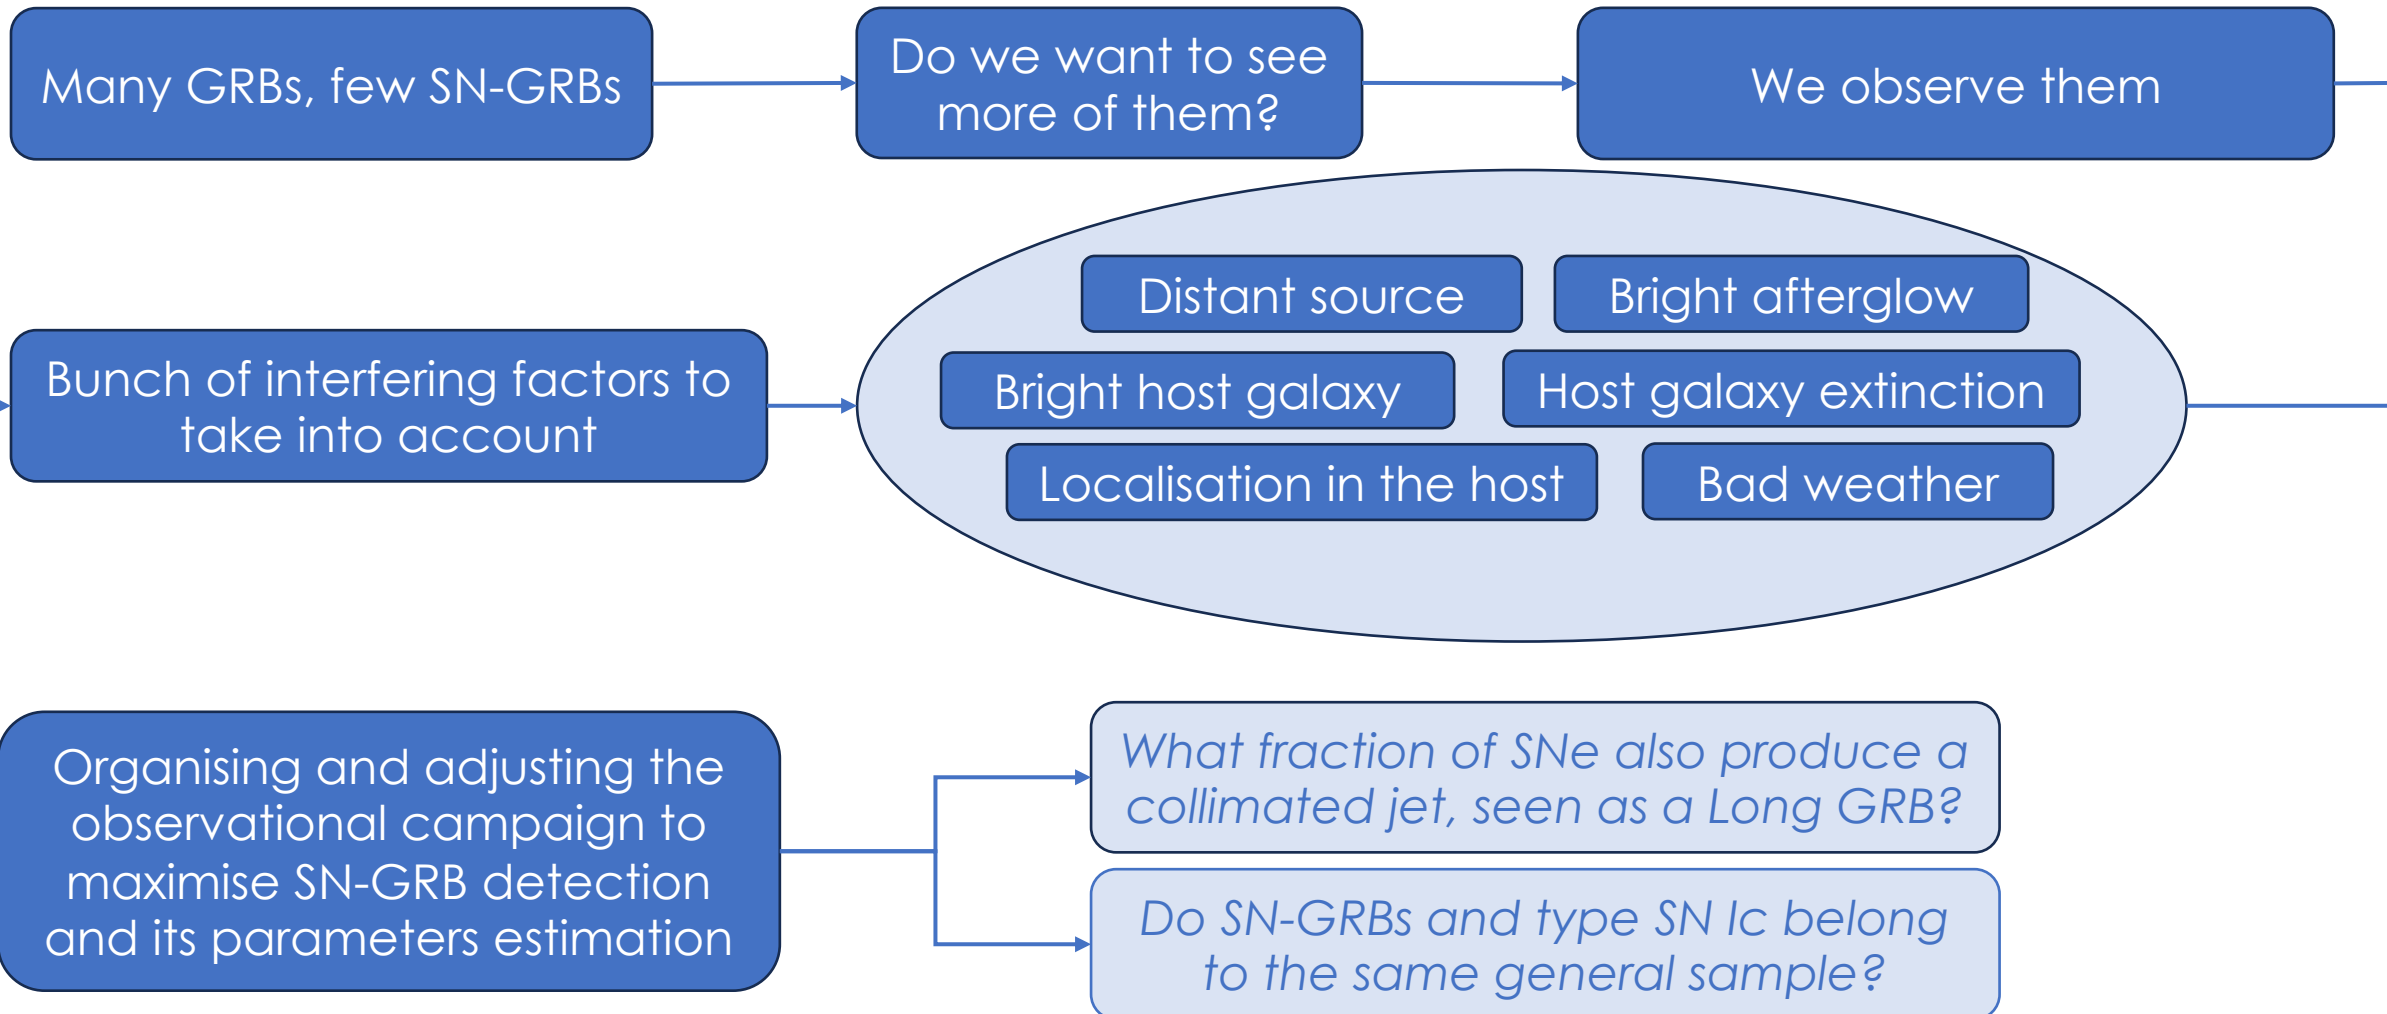 Many GRBs, few SN-GRBs
Do we want to see
more of them?
We observe them
Bunch of interfering factors to
take into account
Distant source
Bright afterglow
Bright host galaxy
Host galaxy extinction
Localisation in the host
Bad weather
Organising and adjusting the
observational campaign to
maximise SN-GRB detection
and its parameters estimation
What fraction of SNe also produce a
collimated jet, seen as a Long GRB?
Do SN-GRBs and type SN Ic belong
to the same general sample?